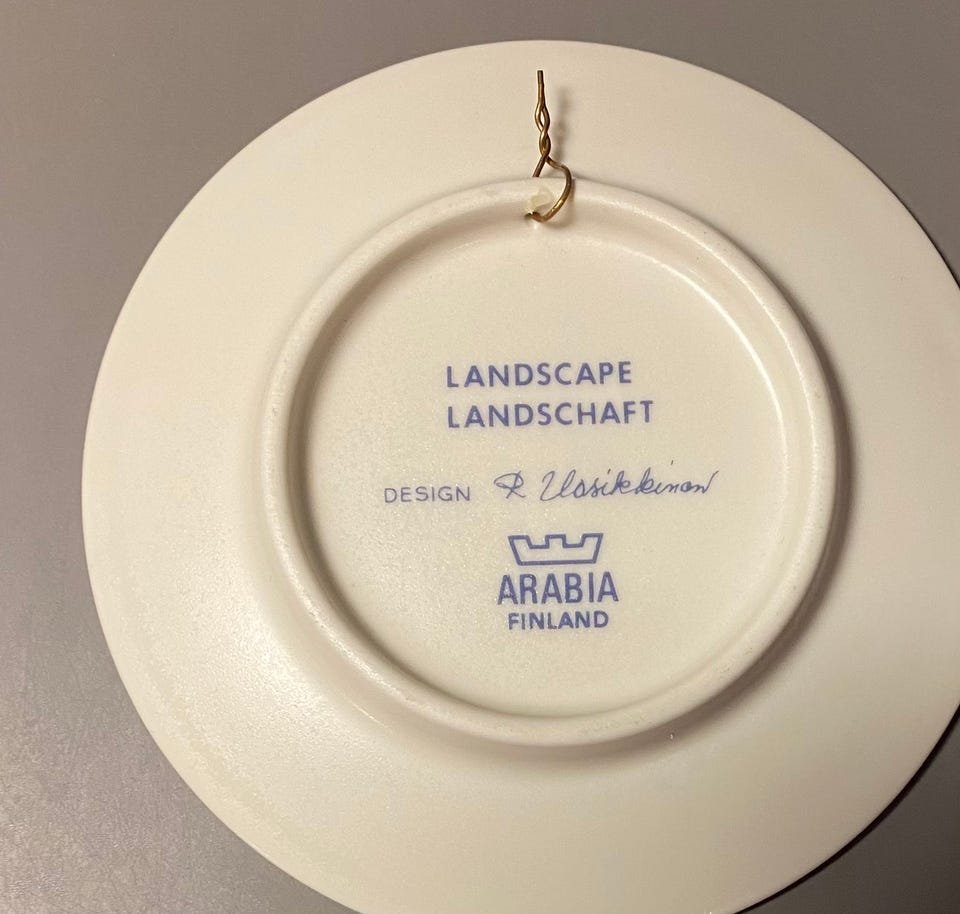 LANDSCAPE
LANDSCHAFT
DESIGN R Uosikkinen
ARABIA
FINLAND